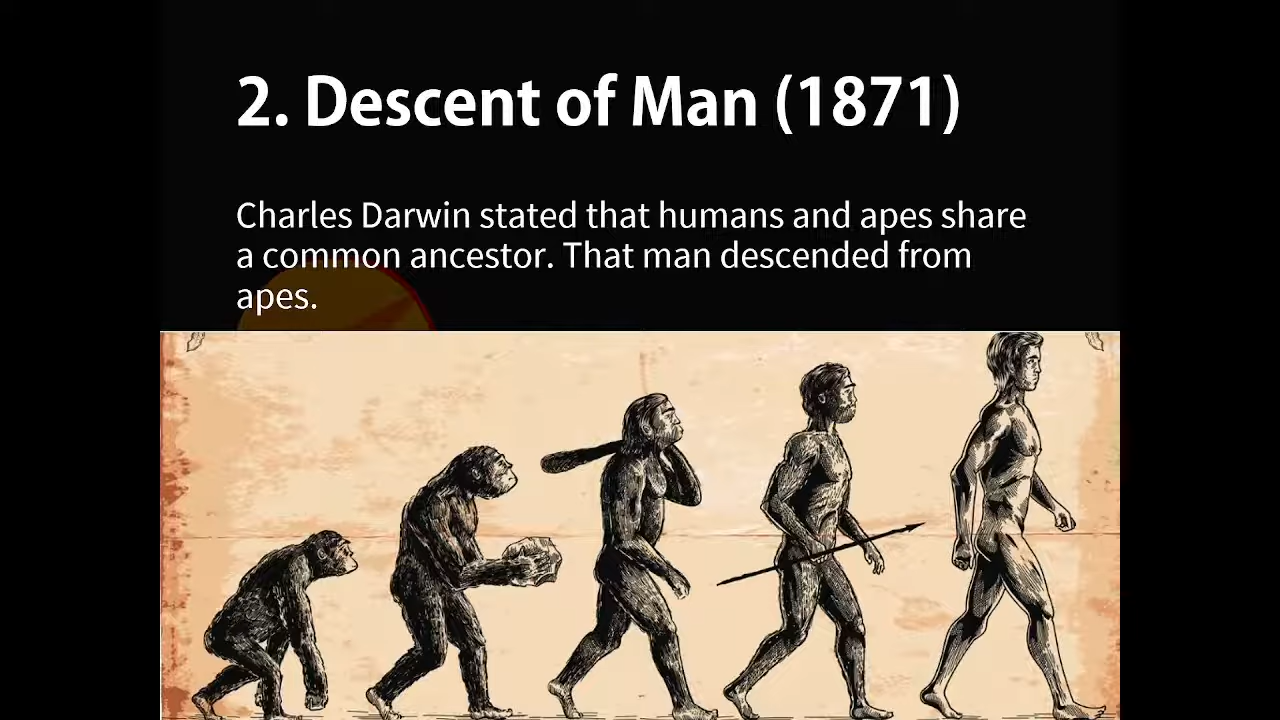 2. Descent of Man (1871)
Charles Darwin stated that humans and apes share
a common ancestor. That man descended from
apes.